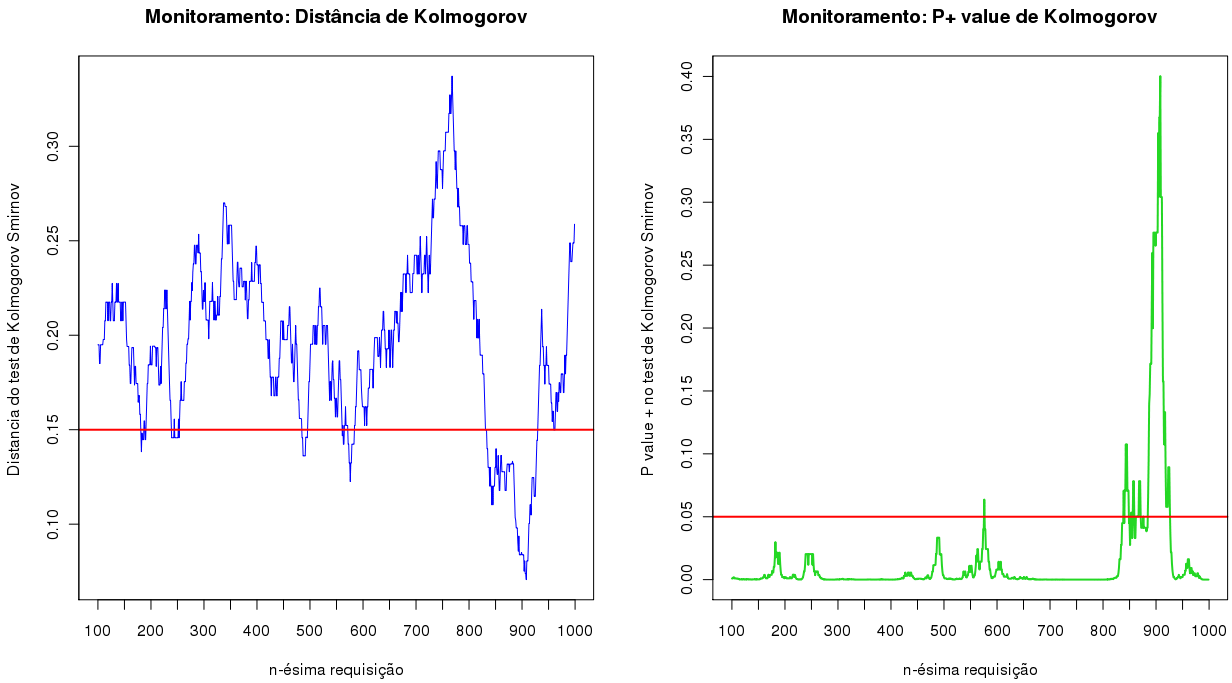 Monitoramento: Distância de Kolmogorov
Distancia do test de Kolmogorov Smirnov
0.30
0.25
0.20
0.15
0.10
100 200 300 400 500 600 700 800 900 1000
n-ésima requisição
Monitoramento: P+ value de Kolmogorov
P value + no test de Kolmogorov Smirnov
0.40
0.35
0.30
0.25
0.20
0.15
0.10
0.05
0.00
100 200 300 400 500 600 700 800 900 1000
n-ésima requisição